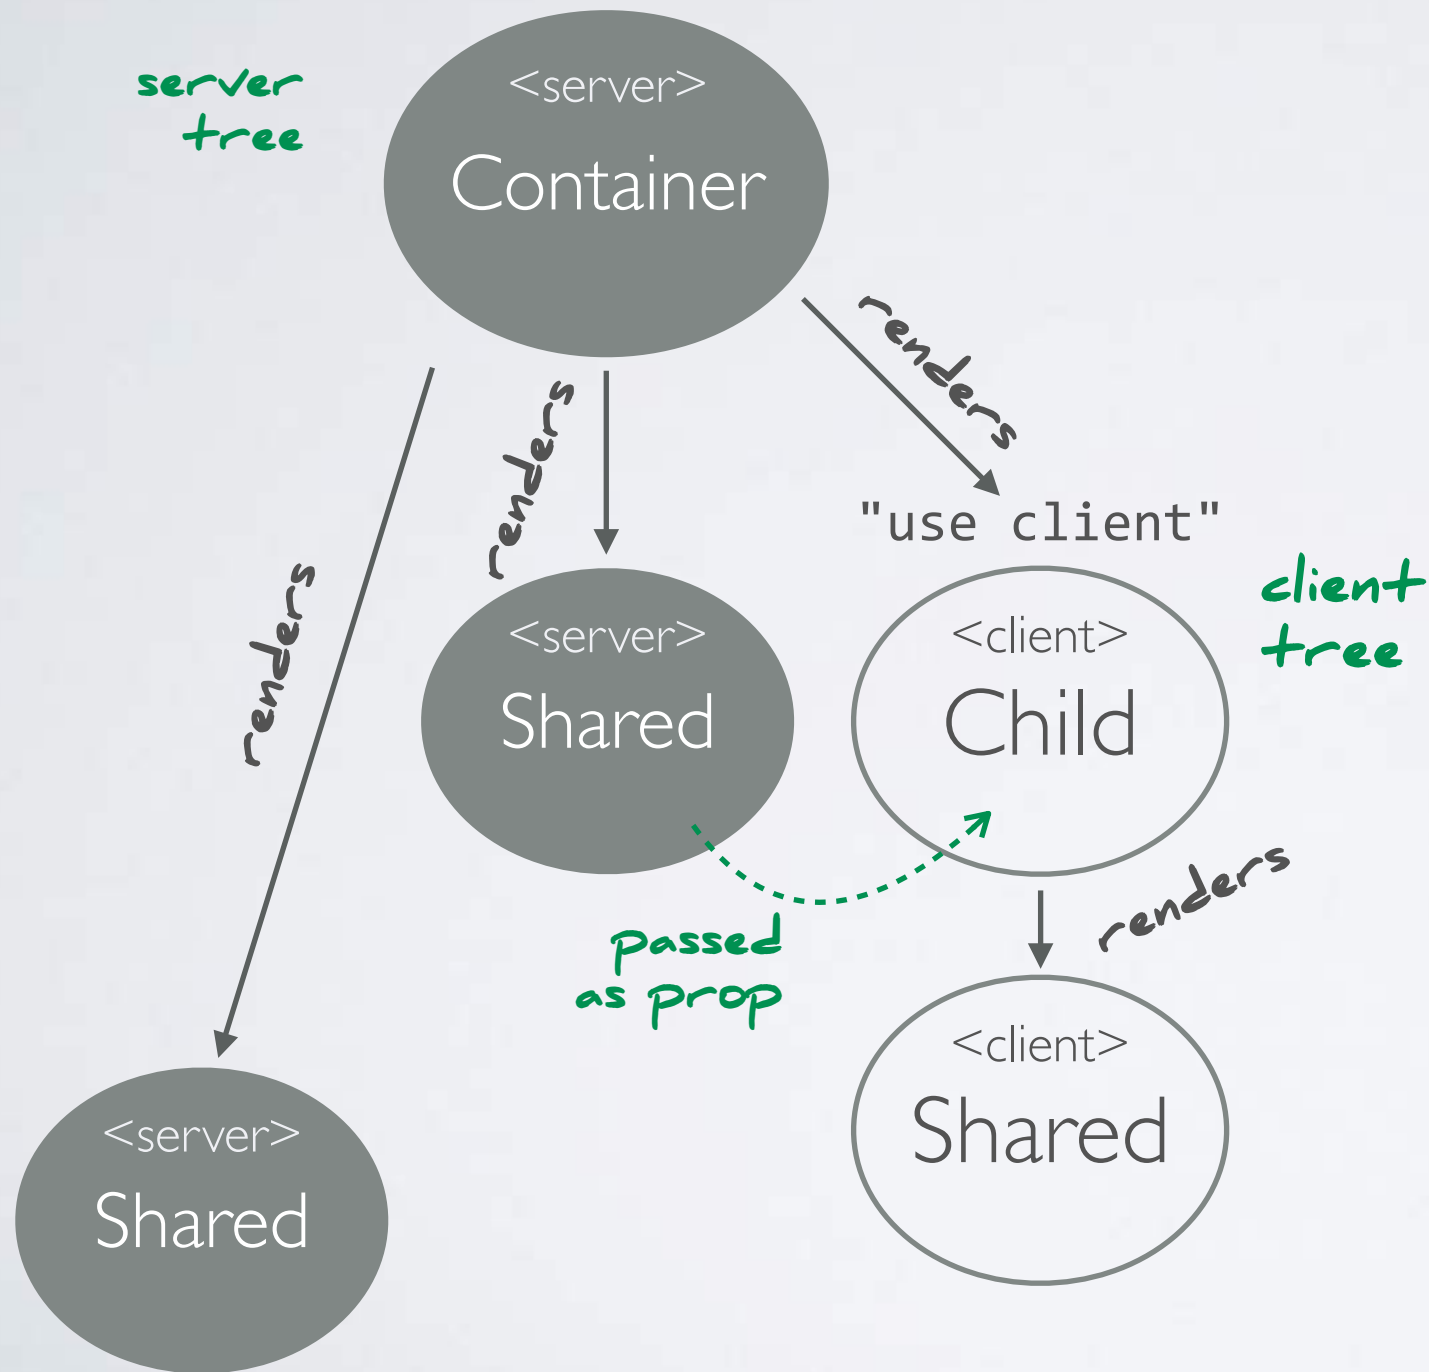 server
tree
<server>
Container
renders
renders
renders
"use client"
<server>
Shared
<client>
Child
client
tree
passed
as prop
renders
<server>
Shared
<client>
Shared